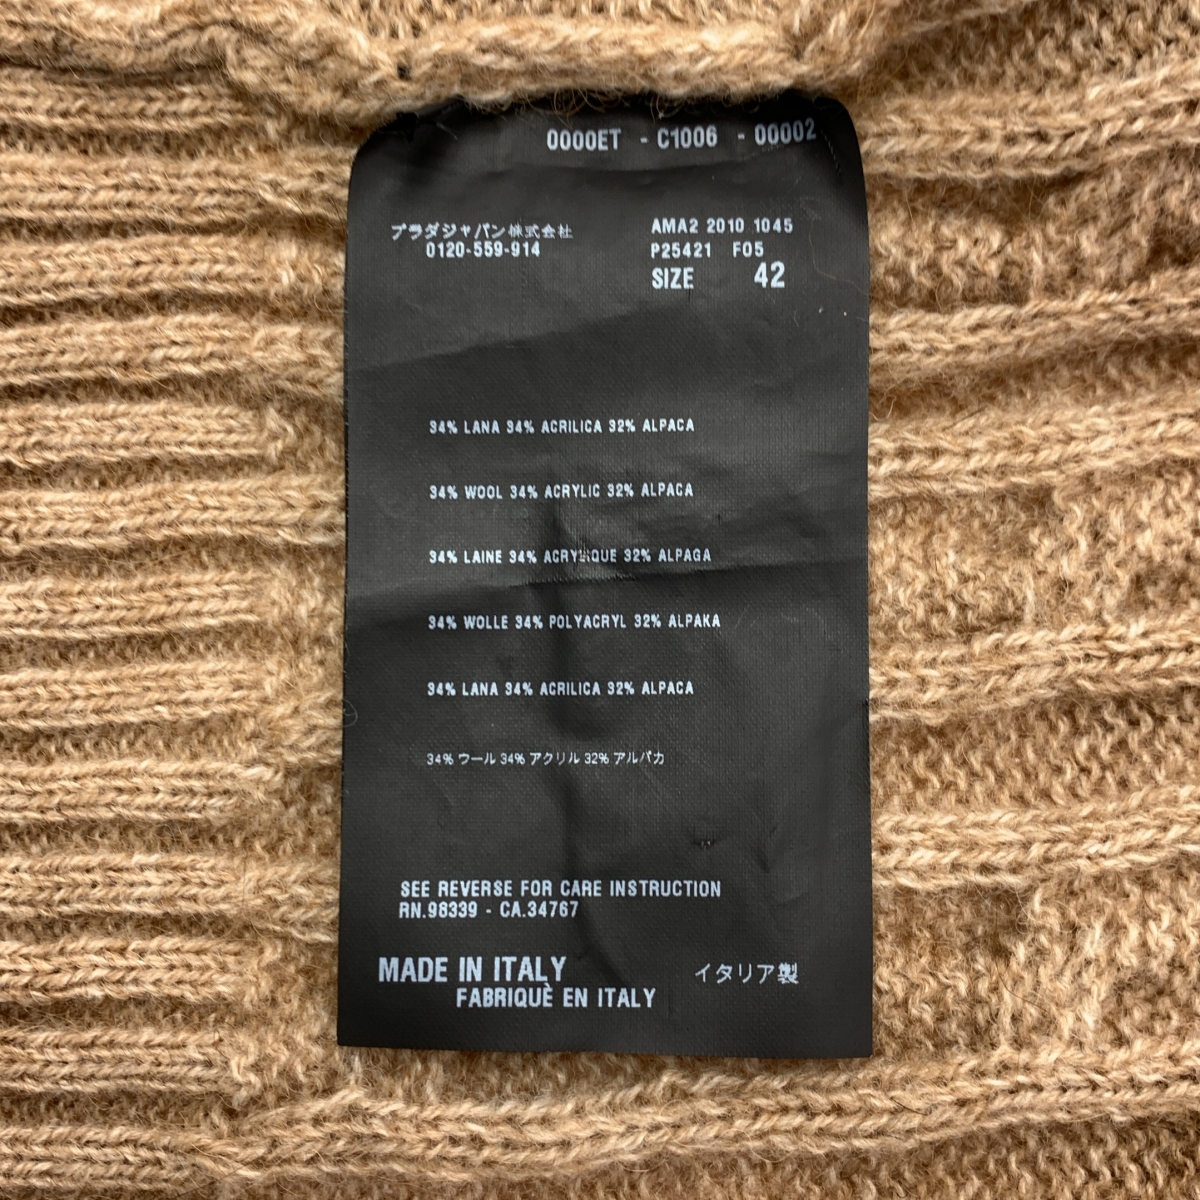 0000ET - C1006 - 00002
プラダジャパン株式会社
0120-559-914
AMA2 2010 1045
P25421 F05
SIZE 42
34% LANA 34% ACRILICA 32% ALPACA
34% WOOL 34% ACRYLIC 32% ALPACA
34% LAINE 34% ACRYLIQUE 32% ALPAGA
34% WOLLE 34% POLYACRYL 32% ALPAKA
34% LANA 34% ACRILICA 32% ALPACA
34% ウール 34% アクリル 32% アルパカ
SEE REVERSE FOR CARE INSTRUCTION
RN.98339 - CA.34767
MADE IN ITALY
FABRIQUÈ EN ITALY
イタリア製